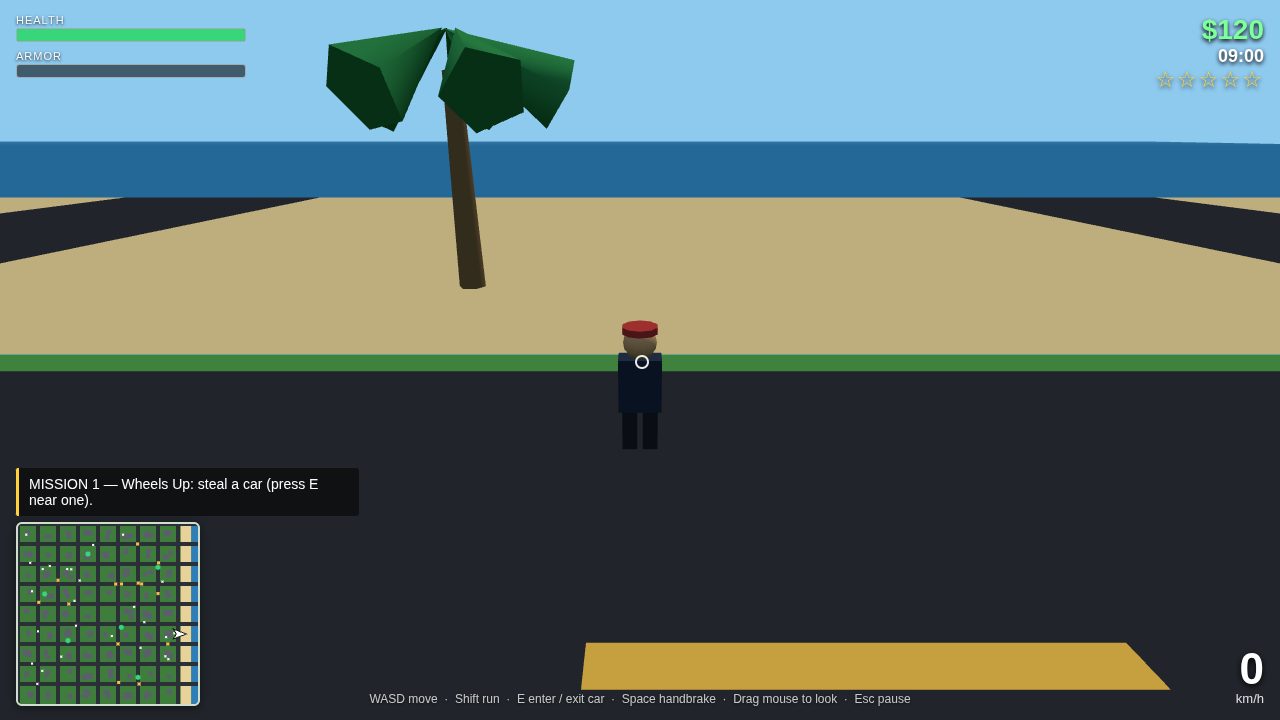 HEALTH
ARMOR
$120
09:00
MISSION 1 — Wheels Up: steal a car (press E
near one).
0
km/h
WASD move · Shift run · E enter / exit car · Space handbrake · Drag mouse to look · Esc pause